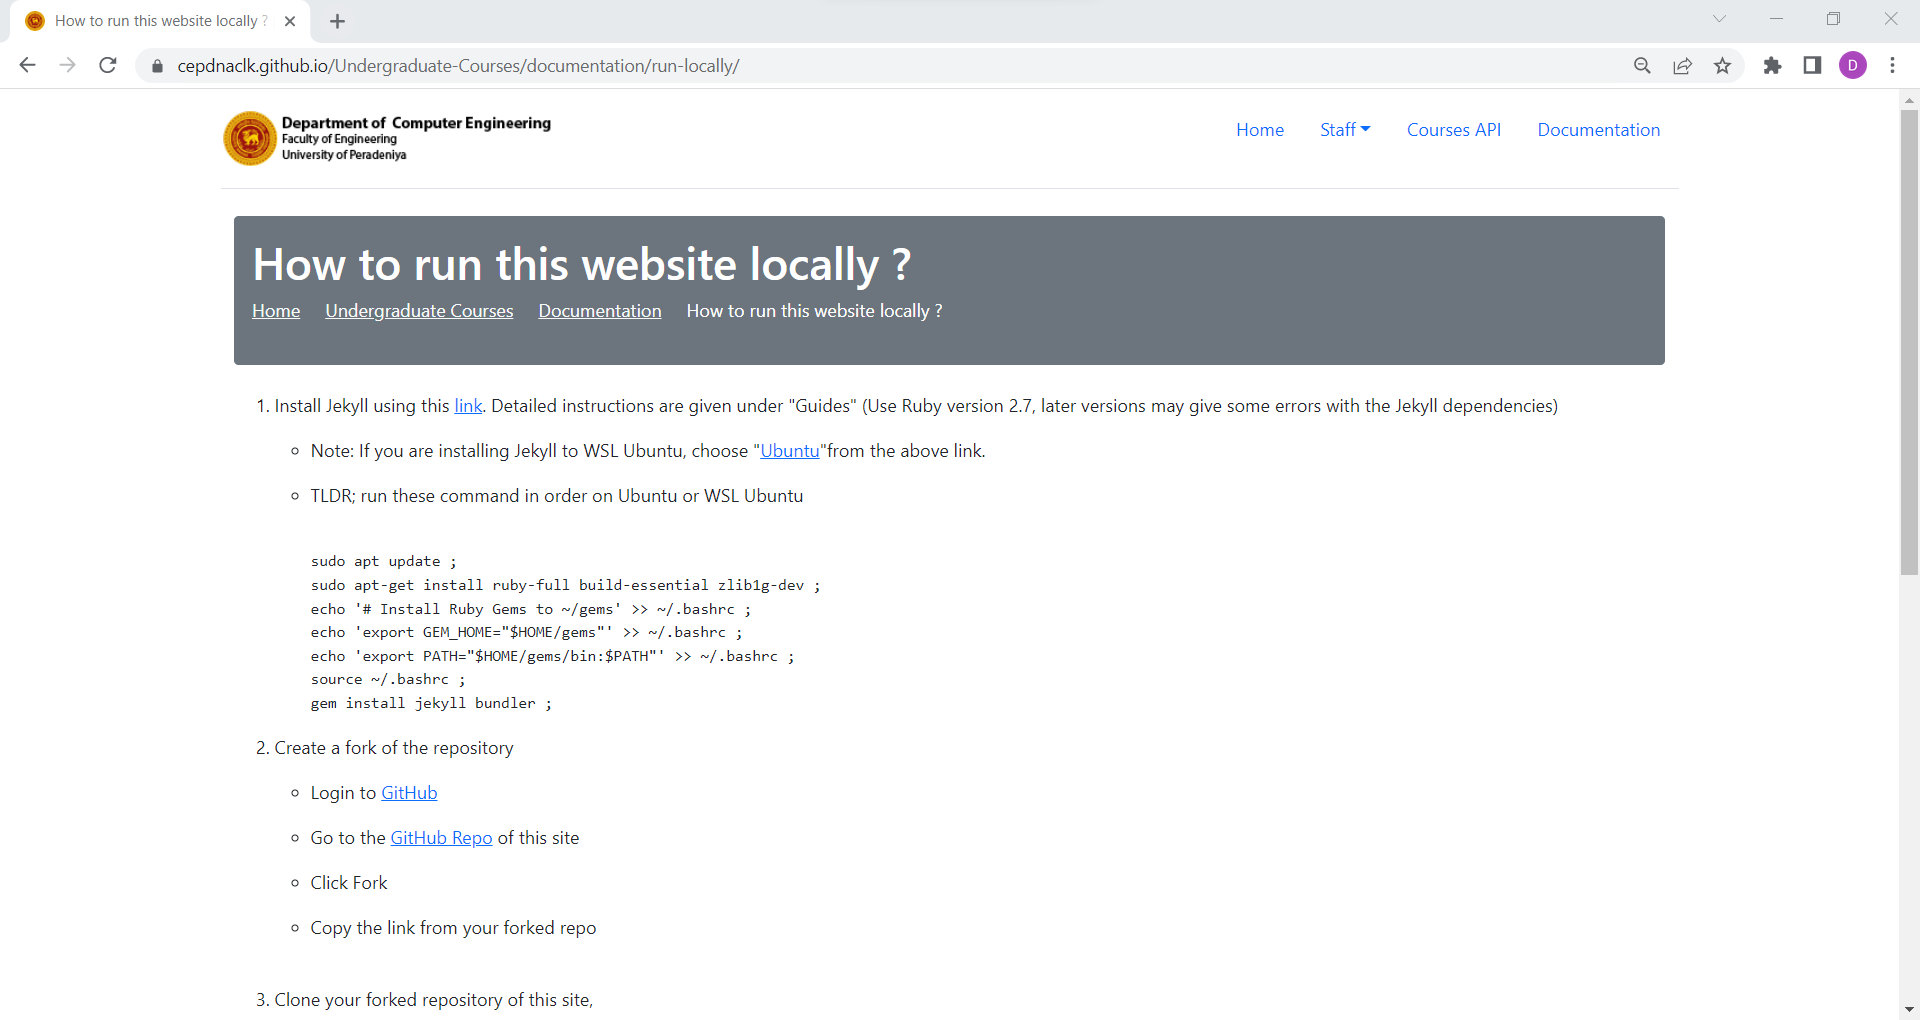 How to run this website locally ?
cepdnaclk.github.io/Undergraduate-Courses/documentation/run-locally/
D
Department of Computer Engineering
Faculty of Engineering
University of Peradeniya
Home Staff Courses API Documentation
How to run this website locally ?
Home Undergraduate Courses Documentation How to run this website locally ?
1. Install Jekyll using this link. Detailed instructions are given under "Guides" (Use Ruby version 2.7, later versions may give some errors with the Jekyll dependencies)
Note: If you are installing Jekyll to WSL Ubuntu, choose "Ubuntu"from the above link.
TLDR; run these command in order on Ubuntu or WSL Ubuntu
sudo apt update ;
sudo apt-get install ruby-full build-essential zlib1g-dev ;
echo '# Install Ruby Gems to ~/gems' >> ~/.bashrc ;
echo 'export GEM_HOME="$HOME/gems"' >> ~/.bashrc ;
echo 'export PATH="$HOME/gems/bin:$PATH"' >> ~/.bashrc ;
source ~/.bashrc ;
gem install jekyll bundler ;
2. Create a fork of the repository
Login to GitHub
Go to the GitHub Repo of this site
Click Fork
Copy the link from your forked repo
3. Clone your forked repository of this site,